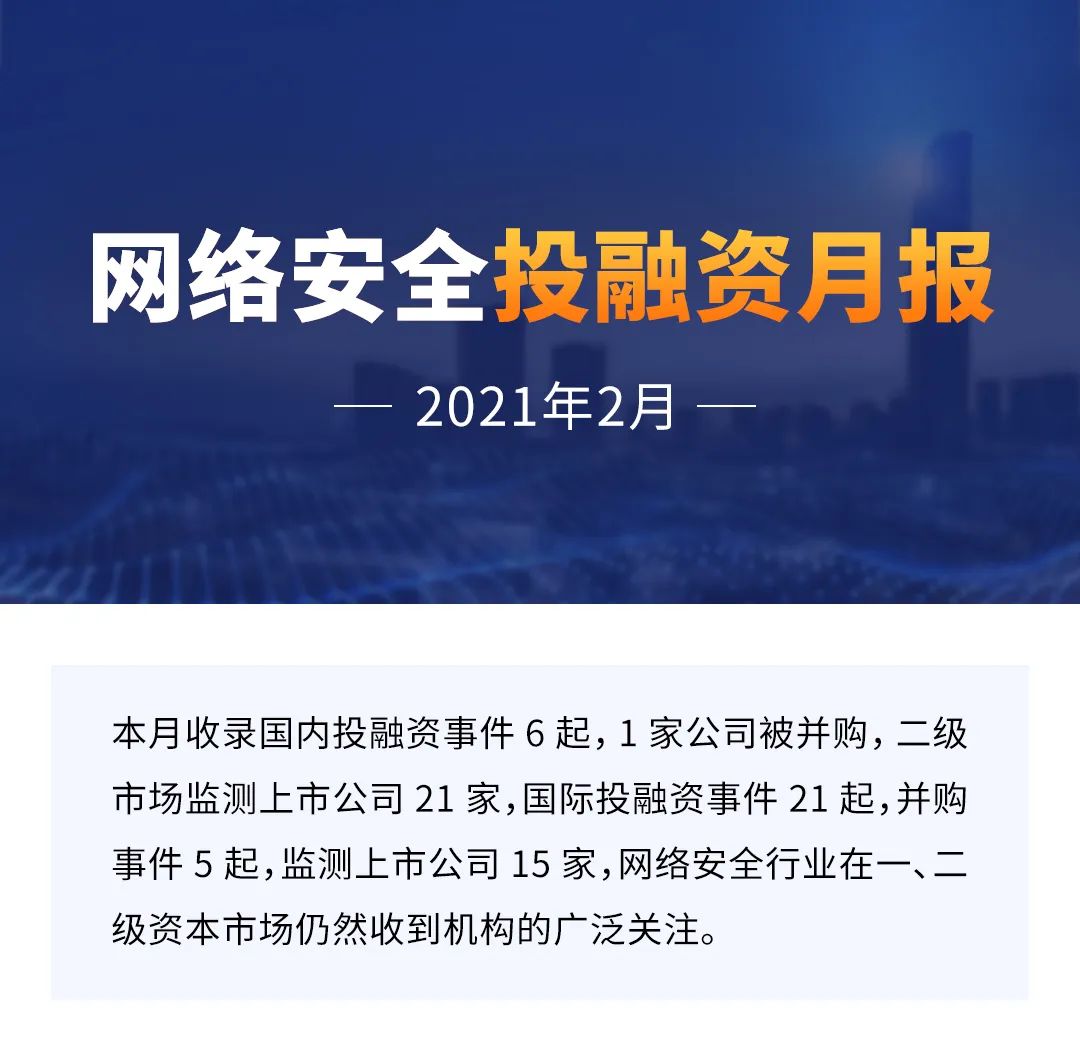 网络安全投融资月报
2021年2月
本月收录国内投融资事件 6 起，1 家公司被并购，二级
市场监测上市公司 21 家，国际投融资事件 21 起，并购
事件 5 起，监测上市公司 15 家，网络安全行业在一、二
级资本市场仍然收到机构的广泛关注。